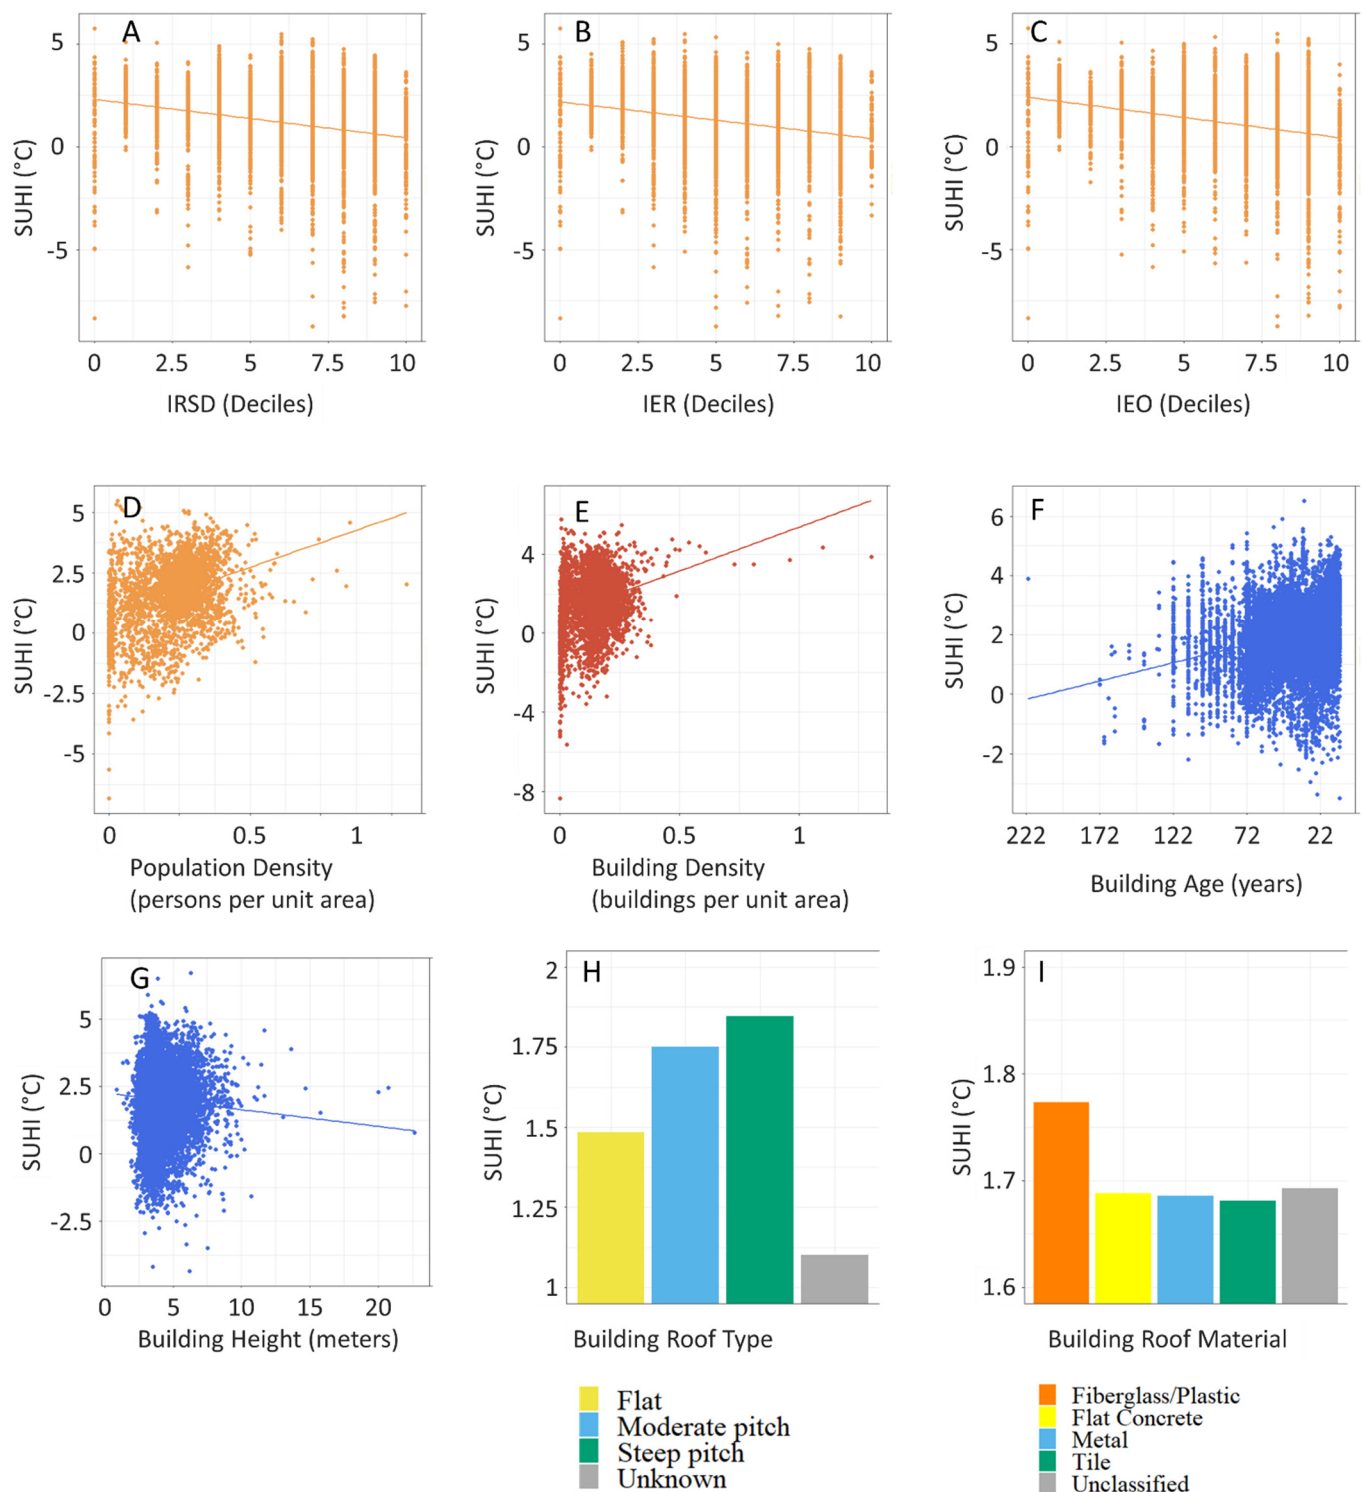 A
B
C
5
0
-5
SUHI (°C)
0 2.5 5 7.5 10
IRSD (Deciles)
5
0
-5
SUHI (°C)
0 2.5 5 7.5 10
IER (Deciles)
5
0
-5
SUHI (°C)
0 2.5 5 7.5 10
IEO (Deciles)
D
5
2.5
0
-2.5
-5
SUHI (°C)
0 0.5 1
Population Density
(persons per unit area)
E
4
0
-4
-8
SUHI (°C)
0 0.5 1
Building Density
(buildings per unit area)
F
6
4
2
0
-2
SUHI (°C)
222 172 122 72 22
Building Age (years)
G
5
2.5
0
-2.5
SUHI (°C)
0 5 10 15 20
Building Height (meters)
H
2
1.75
1.5
1.25
1
SUHI (°C)
Building Roof Type
Flat
Moderate pitch
Steep pitch
Unknown
I
1.9
1.8
1.7
1.6
SUHI (°C)
Building Roof Material
Fiberglass/Plastic
Flat Concrete
Metal
Tile
Unclassified